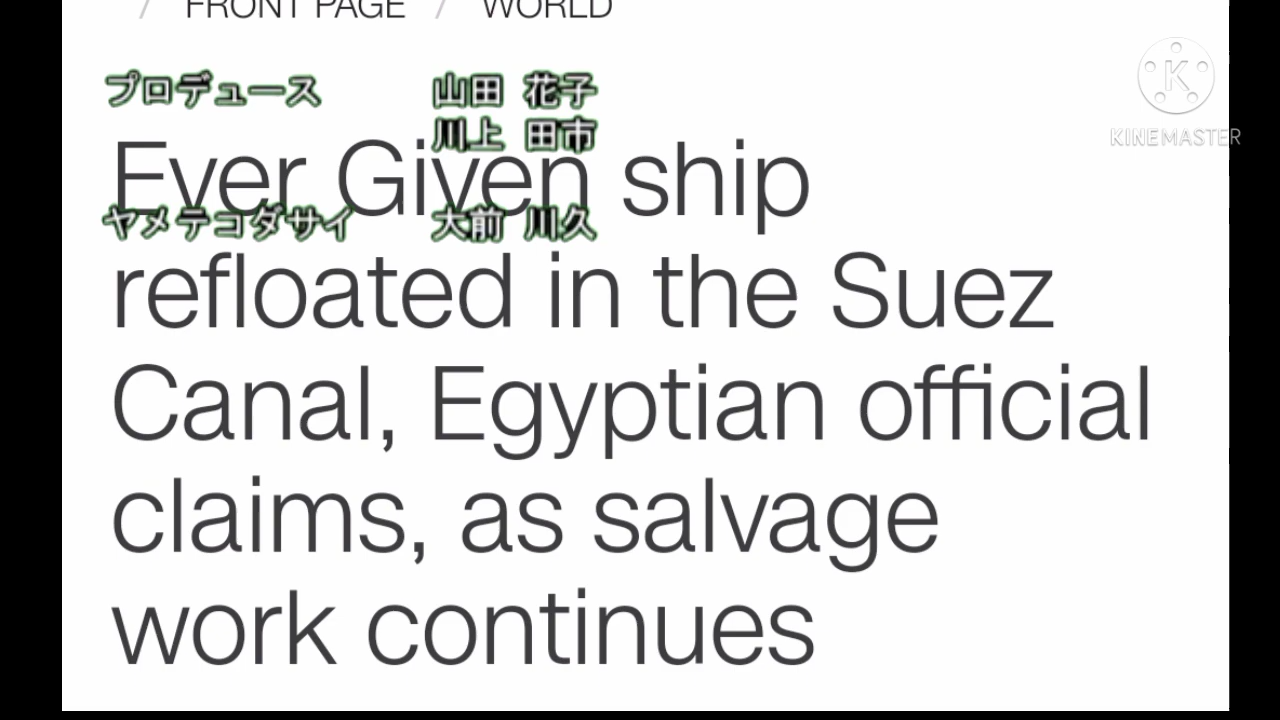 / FRONT PAGE / WORLD
プロデュース 山田 花子
川上 田市
Ever Given ship
ヤメテコダサイ 大前 川久
refloated in the Suez
Canal, Egyptian official
claims, as salvage
work continues
K
KINEMASTER